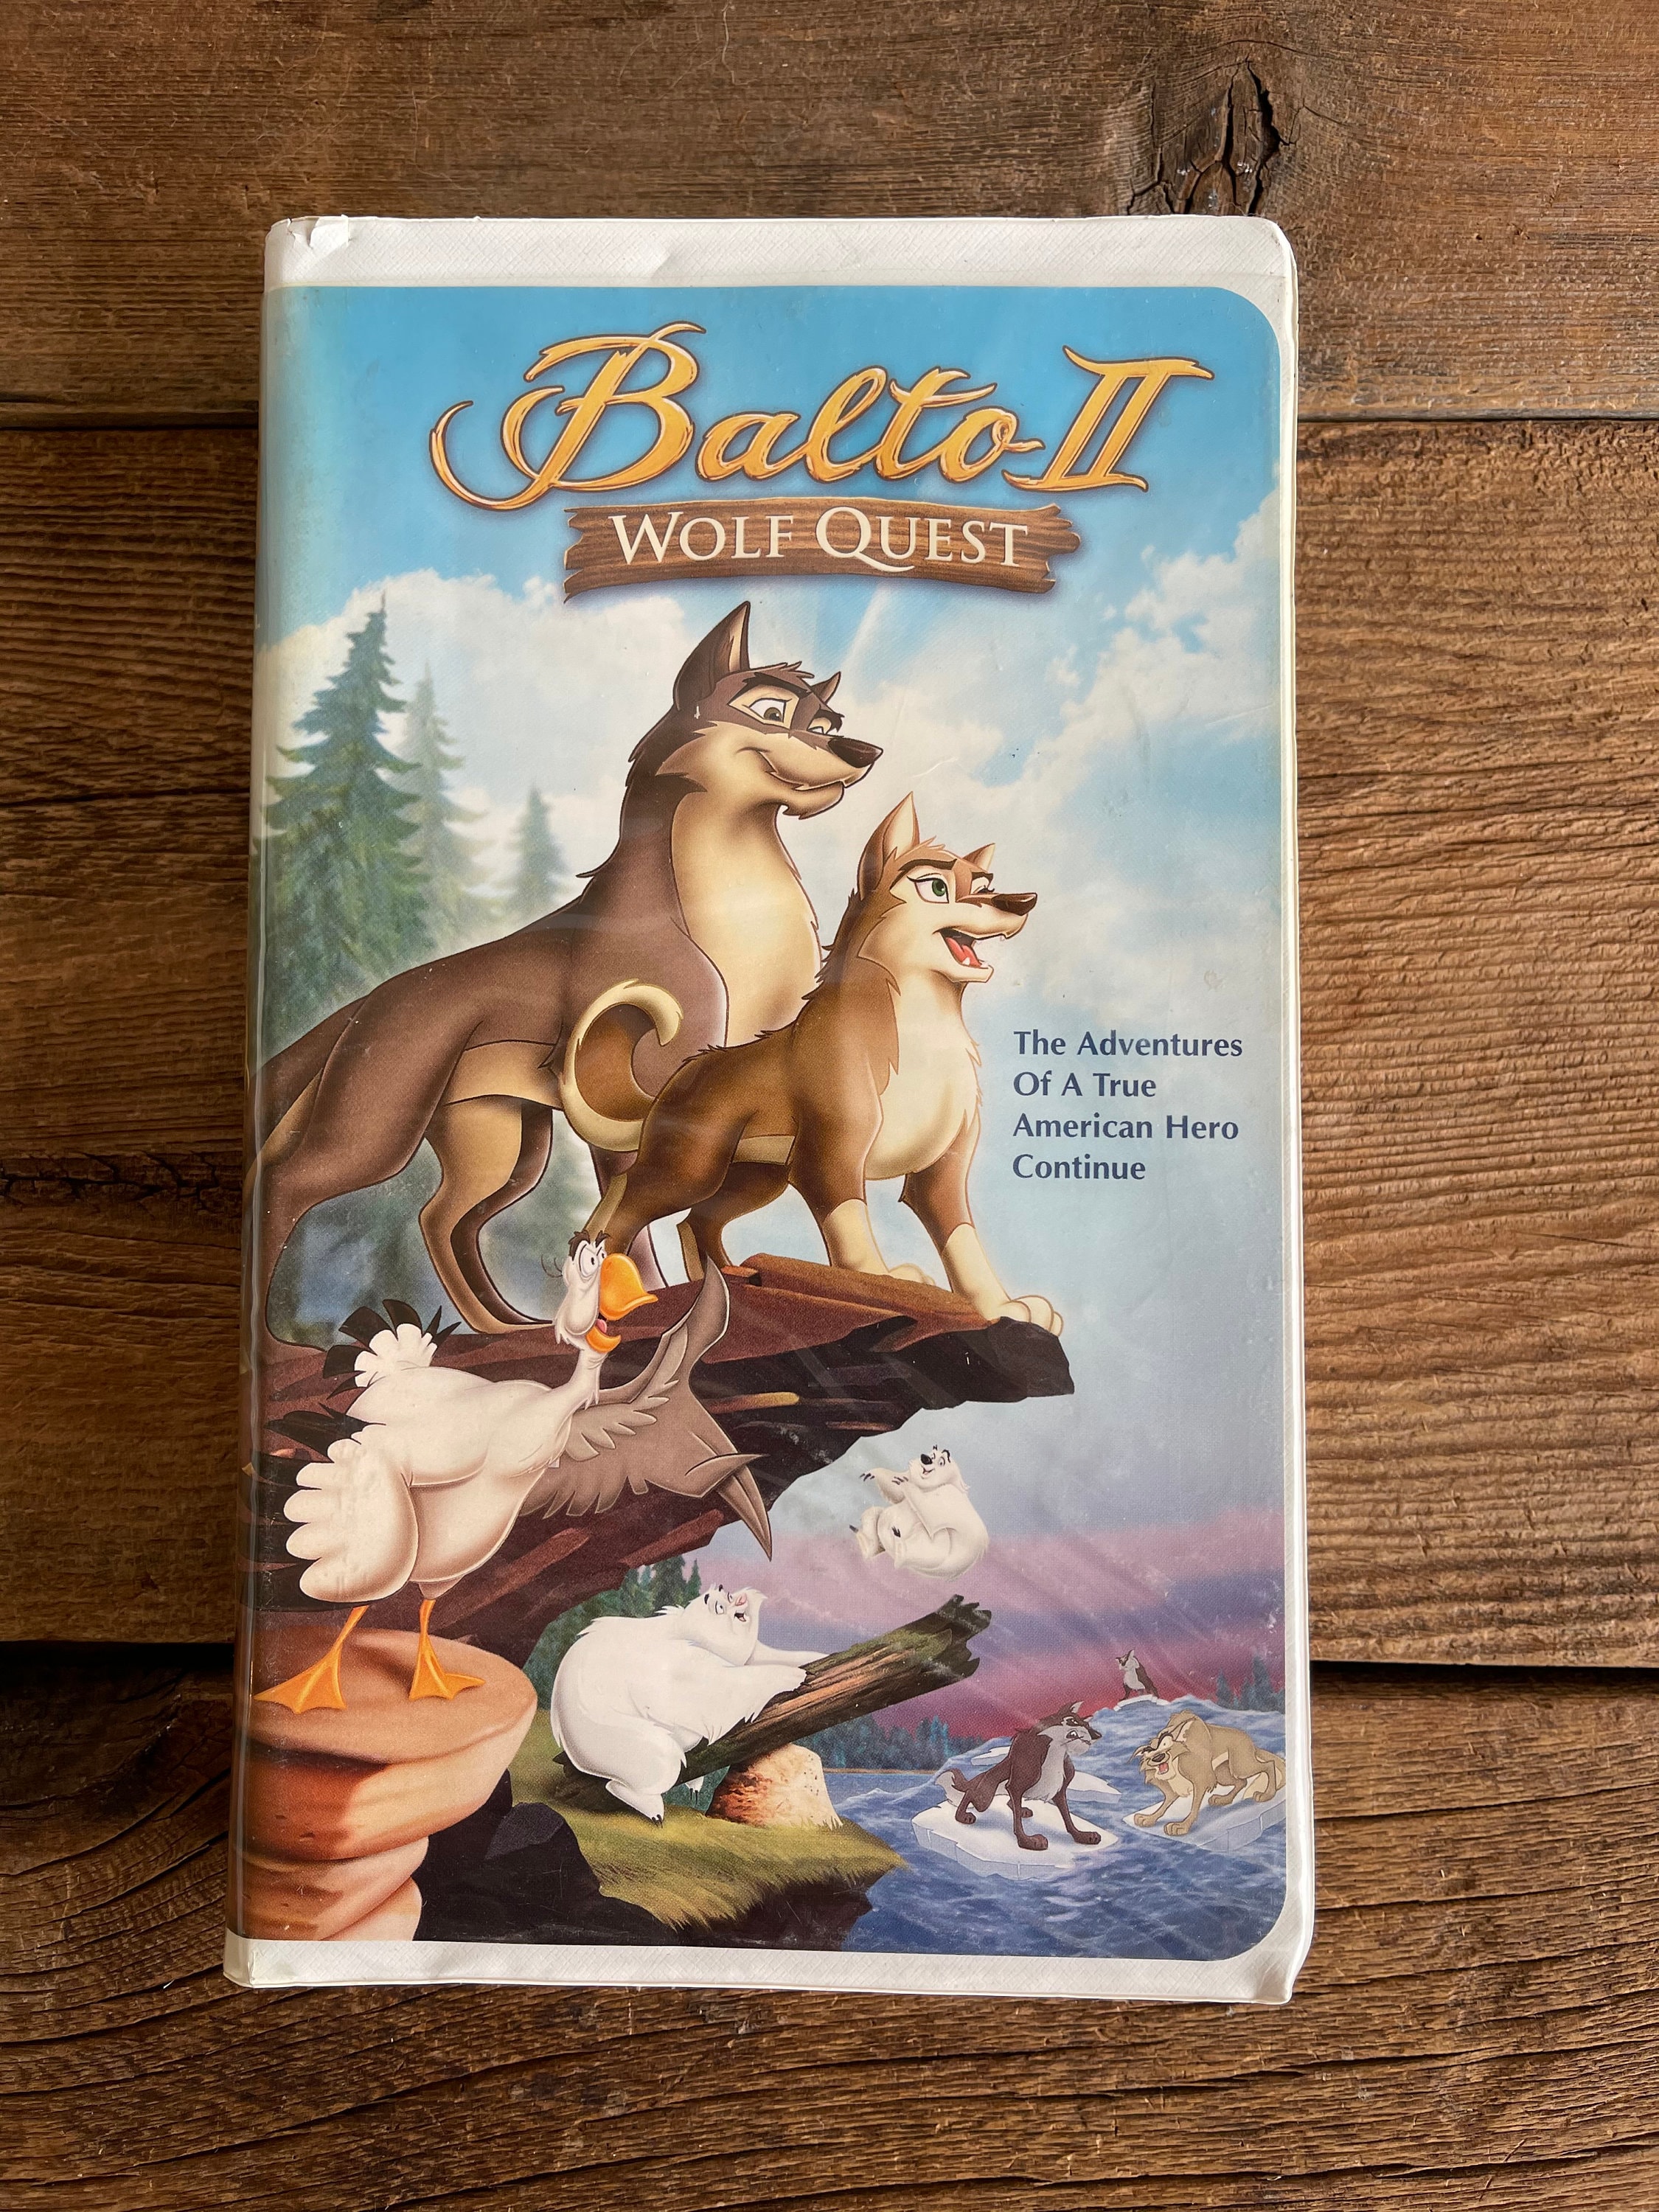 Balto II
WOLF QUEST
The Adventures
Of A True
American Hero
Continue